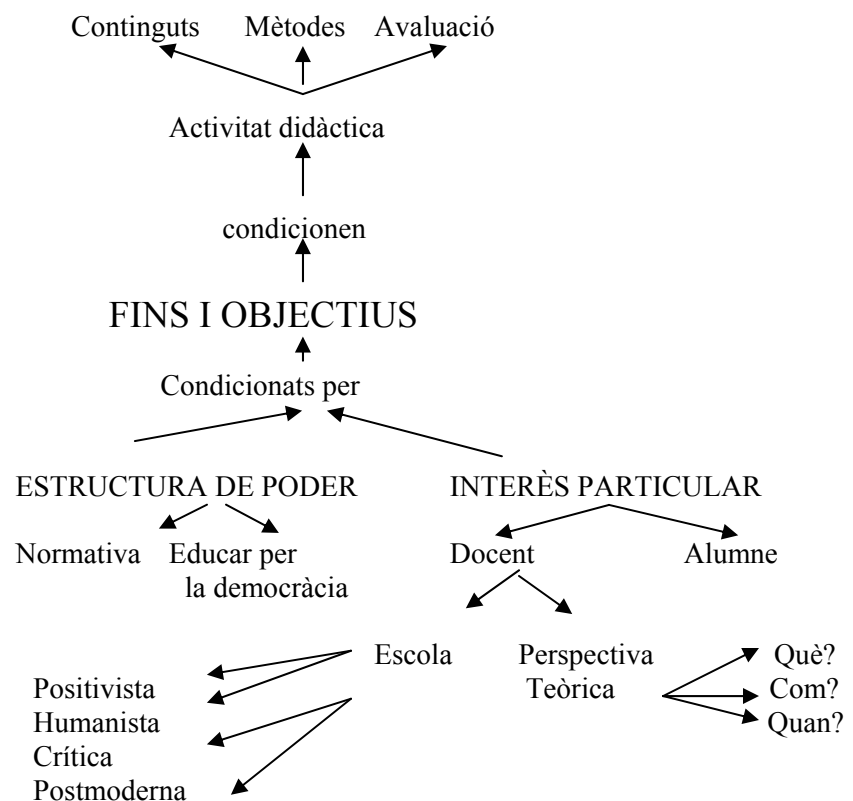 Continguts Mètodes Avaluació
Activitat didàctica
condicionen
FINS I OBJECTIUS
Condicionats per
ESTRUCTURA DE PODER INTERÈS PARTICULAR
Normativa Educar per Docent Alumne
la democràcia
Escola Perspectiva Què?
Positivista Teòrica Com?
Humanista Quan?
Crítica
Postmoderna